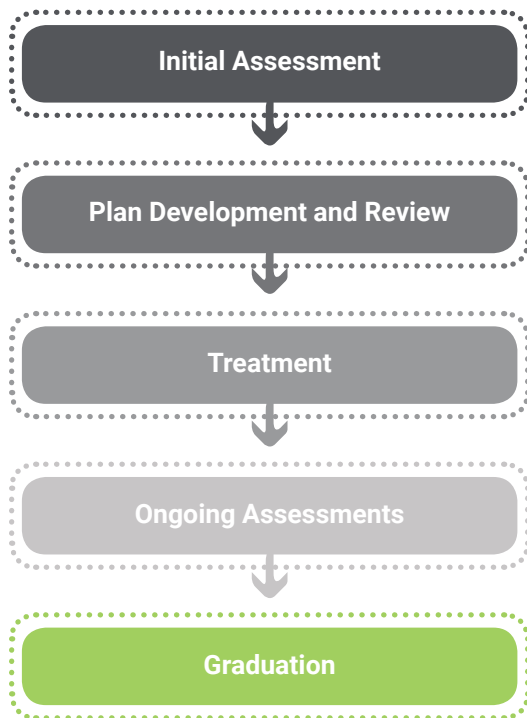 Initial Assessment
Plan Development and Review
Treatment
Ongoing Assessments
Graduation